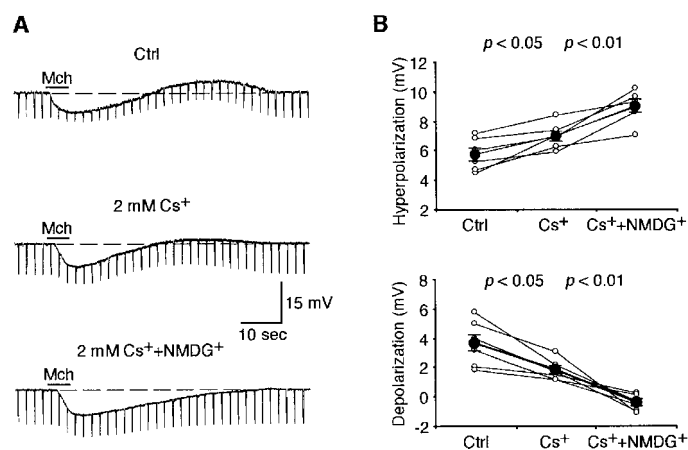 A
Ctrl
Mch
2 mM Cs⁺
Mch
15 mV
10 sec
2 mM Cs⁺+NMDG⁺
Mch
B
p < 0.05 p < 0.01
Hyperpolarization (mV)
12
10
8
6
4
2
Ctrl Cs⁺ Cs⁺+NMDG⁺
p < 0.05 p < 0.01
Depolarization (mV)
8
6
4
2
0
-2
Ctrl Cs⁺ Cs⁺+NMDG⁺